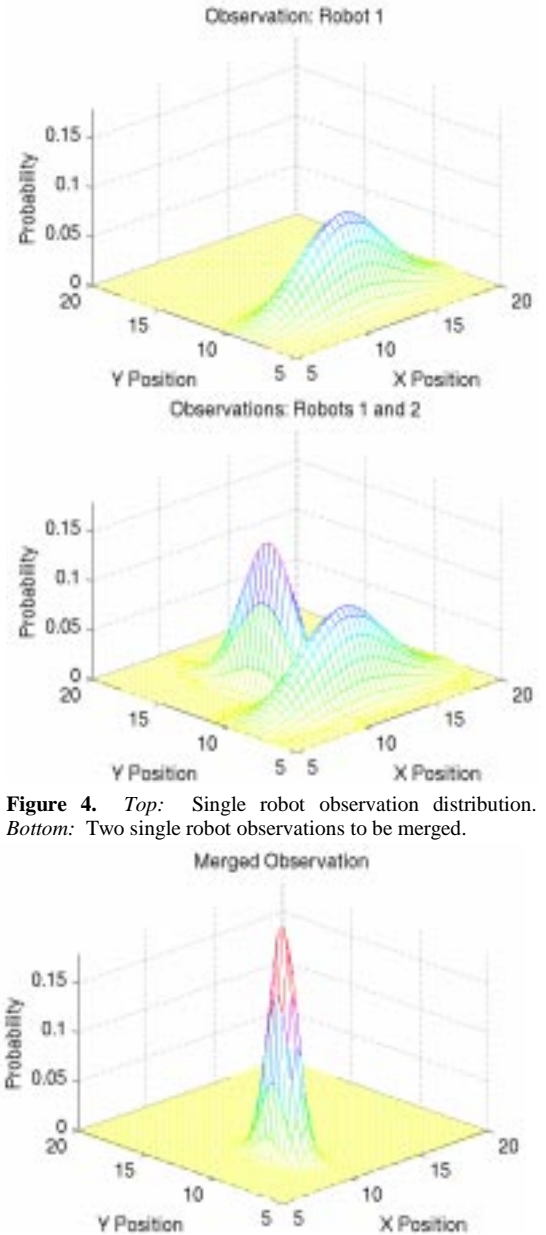 Observation: Robot 1
Probability
0.15
0.1
0.05
0
20
15
10
5
5
10
15
20
Y Position
X Position
Observations: Robots 1 and 2
Probability
0.15
0.1
0.05
0
20
15
10
5
5
10
15
20
Y Position
X Position
Figure 4. Top: Single robot observation distribution.
Bottom: Two single robot observations to be merged.
Merged Observation
Probability
0.15
0.1
0.05
0
20
15
10
5
5
10
15
20
Y Position
X Position